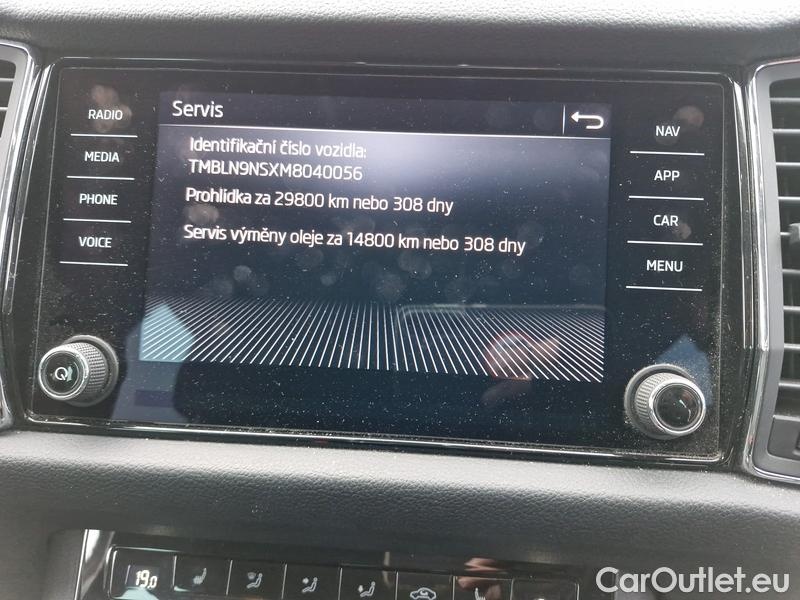 Servis
Identifikační číslo vozidla:
TMBLN9NSXM8040056
Prohlídka za 29800 km nebo 308 dny
Servis výměny oleje za 14800 km nebo 308 dny
RADIO
MEDIA
PHONE
VOICE
NAV
APP
CAR
MENU
19.0
CarOutlet.eu